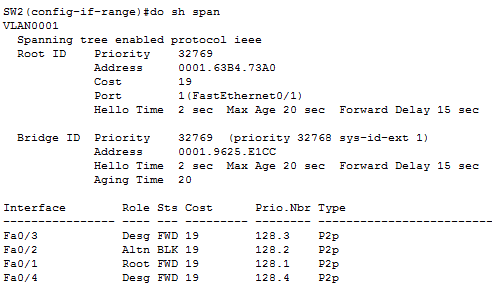 SW2(config-if-range)#do sh span
VLAN0001
  Spanning tree enabled protocol ieee
  Root ID    Priority    32769
             Address     0001.63B4.73A0
             Cost        19
             Port        1(FastEthernet0/1)
             Hello Time  2 sec  Max Age 20 sec  Forward Delay 15 sec
  Bridge ID  Priority    32769  (priority 32768 sys-id-ext 1)
             Address     0001.9625.E1CC
             Hello Time  2 sec  Max Age 20 sec  Forward Delay 15 sec
             Aging Time  20
Interface        Role Sts Cost      Prio.Nbr Type
---------------- ---- --- --------- -------- --------------------------------
Fa0/3            Desg FWD 19        128.3    P2p
Fa0/2            Altn BLK 19        128.2    P2p
Fa0/1            Root FWD 19        128.1    P2p
Fa0/4            Desg FWD 19        128.4    P2p